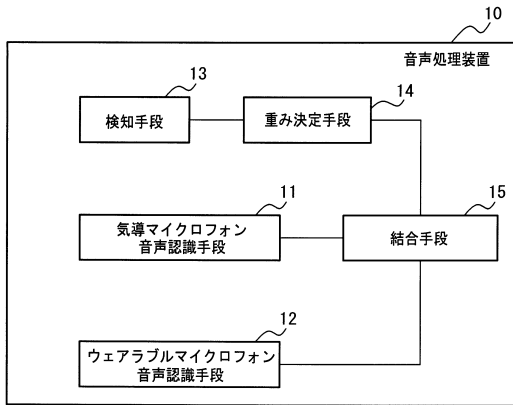 10
音声処理装置
13
検知手段
14
重み決定手段
11
気導マイクロフォン
音声認識手段
15
結合手段
12
ウェアラブルマイクロフォン
音声認識手段